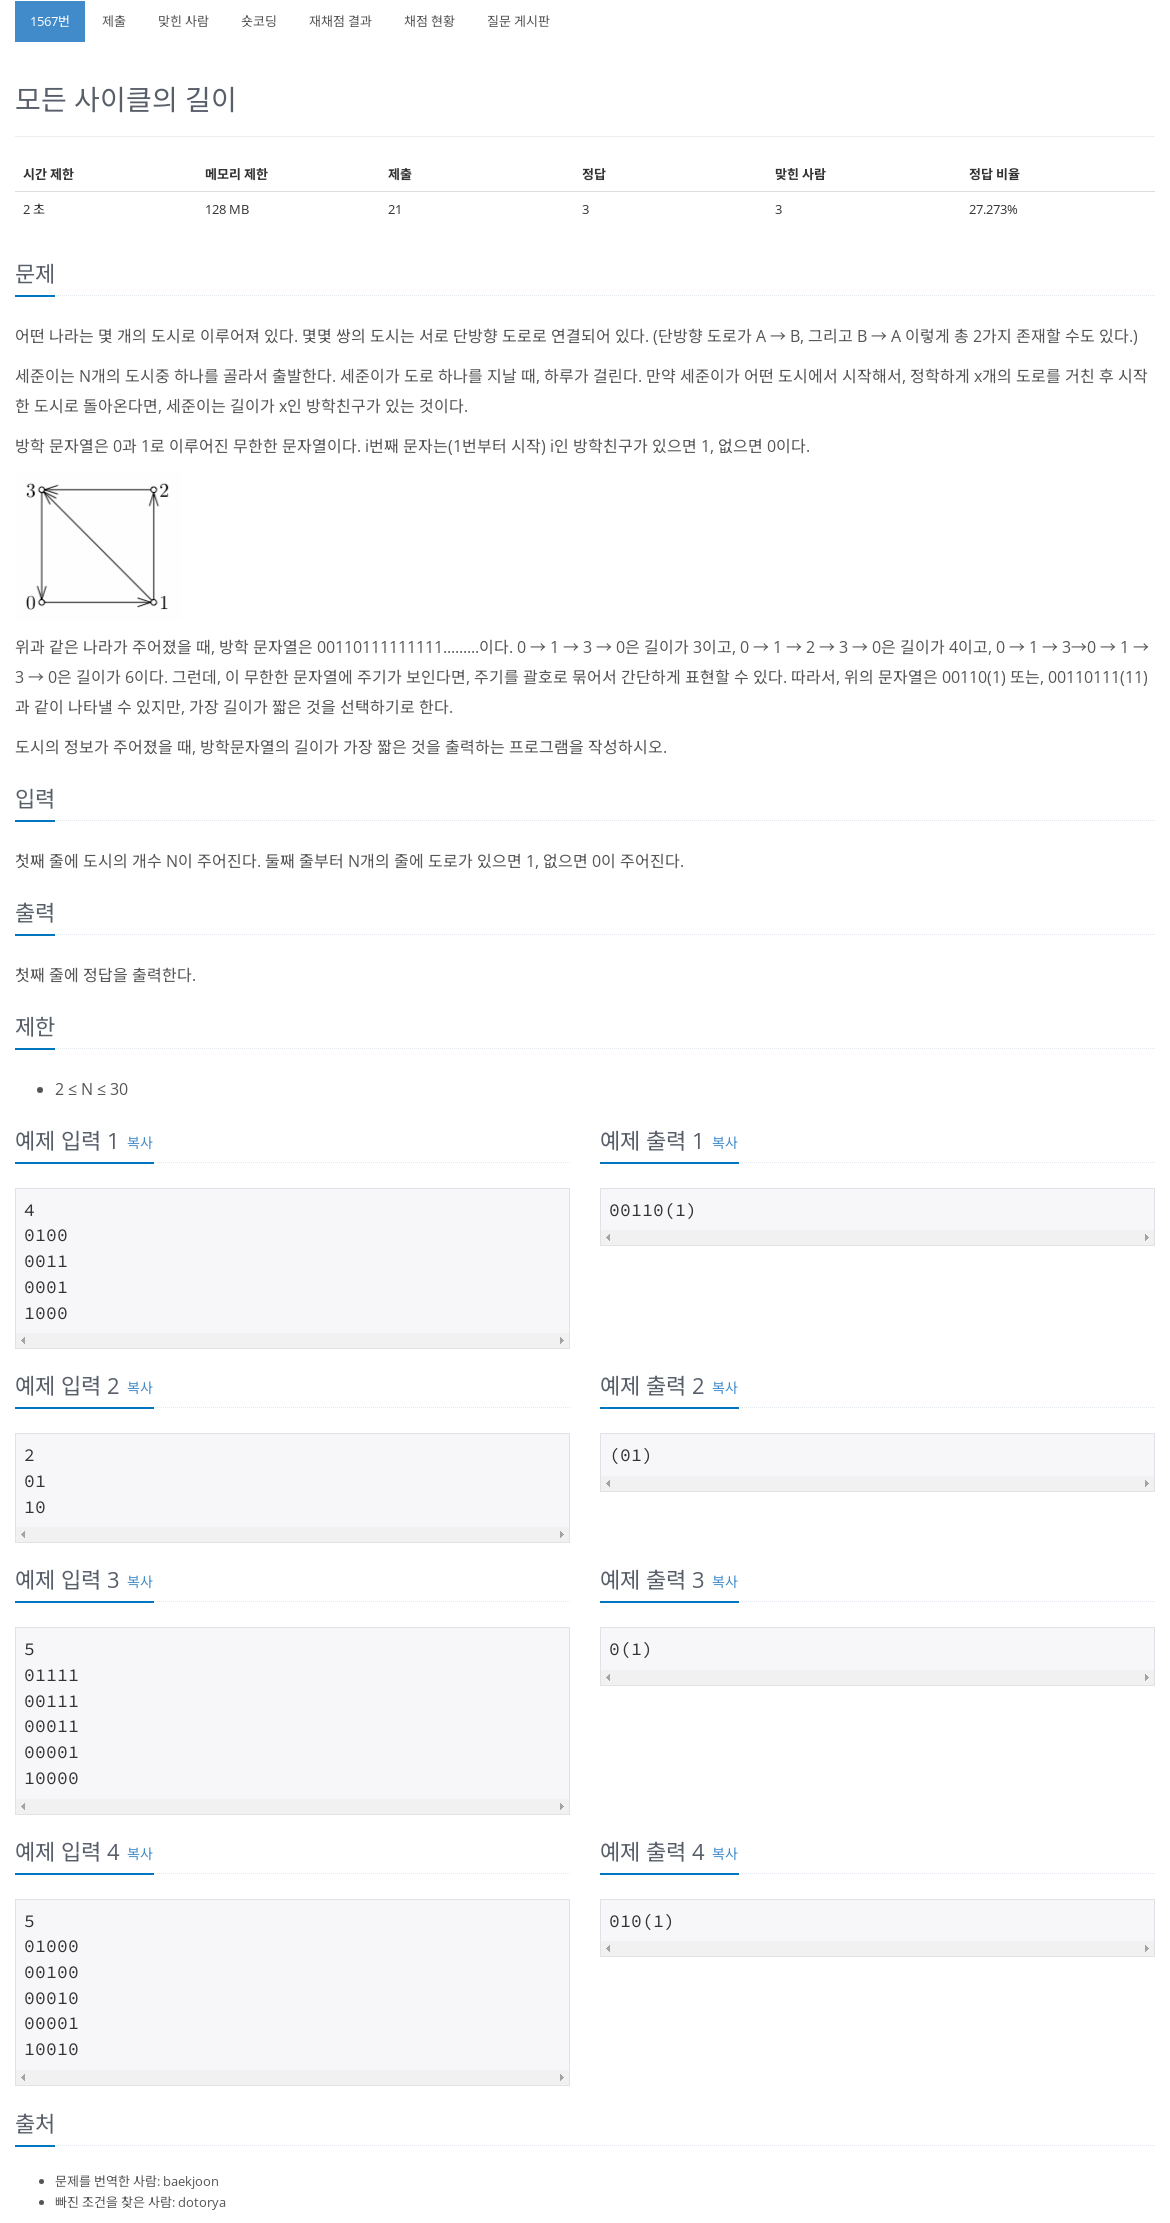 1567번 제출 맞힌 사람 숏코딩 재채점 결과 채점 현황 질문 게시판
모든 사이클의 길이
시간 제한 메모리 제한 제출 정답 맞힌 사람 정답 비율
2 초 128 MB 21 3 3 27.273%
문제
어떤 나라는 몇 개의 도시로 이루어져 있다. 몇몇 쌍의 도시는 서로 단방향 도로로 연결되어 있다. (단방향 도로가 A → B, 그리고 B → A 이렇게 총 2가지 존재할 수도 있다.)
세준이는 N개의 도시중 하나를 골라서 출발한다. 세준이가 도로 하나를 지날 때, 하루가 걸린다. 만약 세준이가 어떤 도시에서 시작해서, 정확하게 x개의 도로를 거친 후 시작
한 도시로 돌아온다면, 세준이는 길이가 x인 방학친구가 있는 것이다.
방학 문자열은 0과 1로 이루어진 무한한 문자열이다. i번째 문자는(1번부터 시작) i인 방학친구가 있으면 1, 없으면 0이다.
3 2
0 1
위과 같은 나라가 주어졌을 때, 방학 문자열은 00110111111111.........이다. 0 → 1 → 3 → 0은 길이가 3이고, 0 → 1 → 2 → 3 → 0은 길이가 4이고, 0 → 1 → 3→0 → 1 →
3 → 0은 길이가 6이다. 그런데, 이 무한한 문자열에 주기가 보인다면, 주기를 괄호로 묶어서 간단하게 표현할 수 있다. 따라서, 위의 문자열은 00110(1) 또는, 00110111(11)
과 같이 나타낼 수 있지만, 가장 길이가 짧은 것을 선택하기로 한다.
도시의 정보가 주어졌을 때, 방학문자열의 길이가 가장 짧은 것을 출력하는 프로그램을 작성하시오.
입력
첫째 줄에 도시의 개수 N이 주어진다. 둘째 줄부터 N개의 줄에 도로가 있으면 1, 없으면 0이 주어진다.
출력
첫째 줄에 정답을 출력한다.
제한
2 ≤ N ≤ 30
예제 입력 1 복사
4
0100
0011
0001
1000
예제 출력 1 복사
00110(1)
예제 입력 2 복사
2
01
10
예제 출력 2 복사
(01)
예제 입력 3 복사
5
01111
00111
00011
00001
10000
예제 출력 3 복사
0(1)
예제 입력 4 복사
5
01000
00100
00010
00001
10010
예제 출력 4 복사
010(1)
출처
문제를 번역한 사람: baekjoon
빠진 조건을 찾은 사람: dotorya